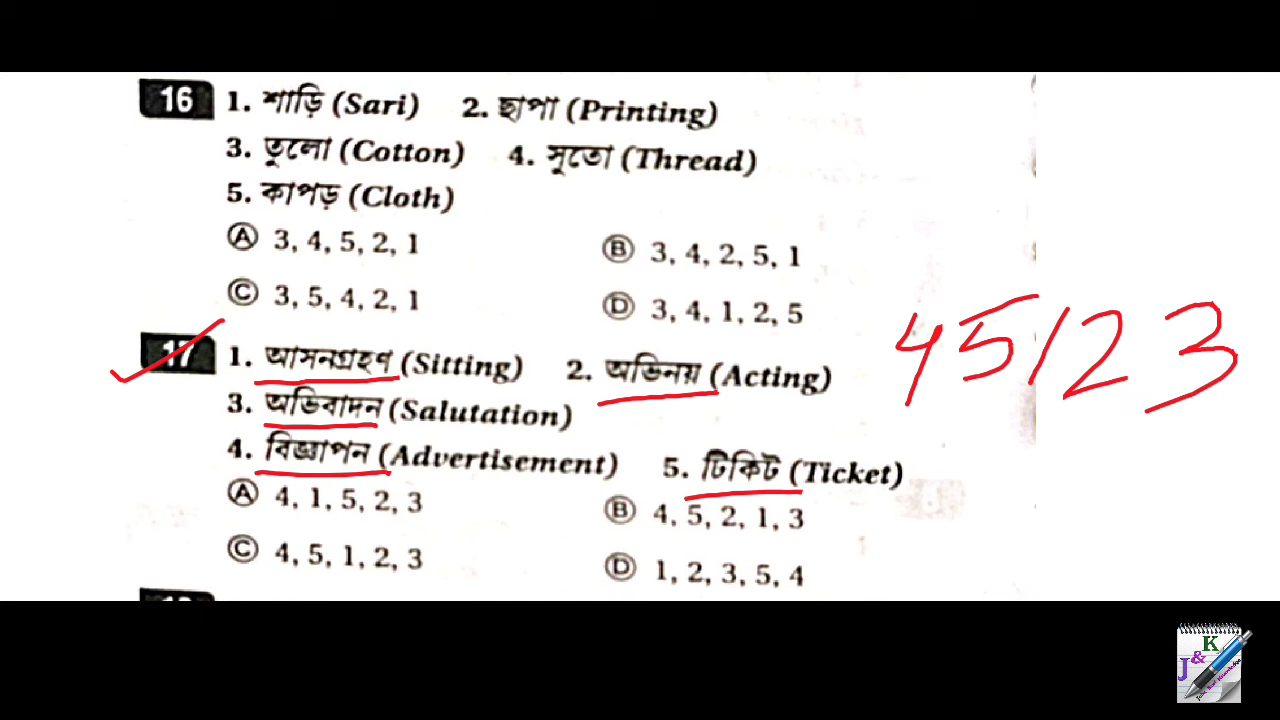 16 1. শাড়ি (Sari) 2. ছাপা (Printing)
3. তুলো (Cotton) 4. সুতো (Thread)
5. কাপড় (Cloth)
Ⓐ 3, 4, 5, 2, 1 Ⓑ 3, 4, 2, 5, 1
Ⓒ 3, 5, 4, 2, 1 Ⓓ 3, 4, 1, 2, 5
17 1. আসনগ্রহণ (Sitting) 2. অভিনয় (Acting)
3. অভিবাদন (Salutation)
4. বিজ্ঞাপন (Advertisement) 5. টিকিট (Ticket)
Ⓐ 4, 1, 5, 2, 3 Ⓑ 4, 5, 2, 1, 3
Ⓒ 4, 5, 1, 2, 3 Ⓓ 1, 2, 3, 5, 4
45123
J&K